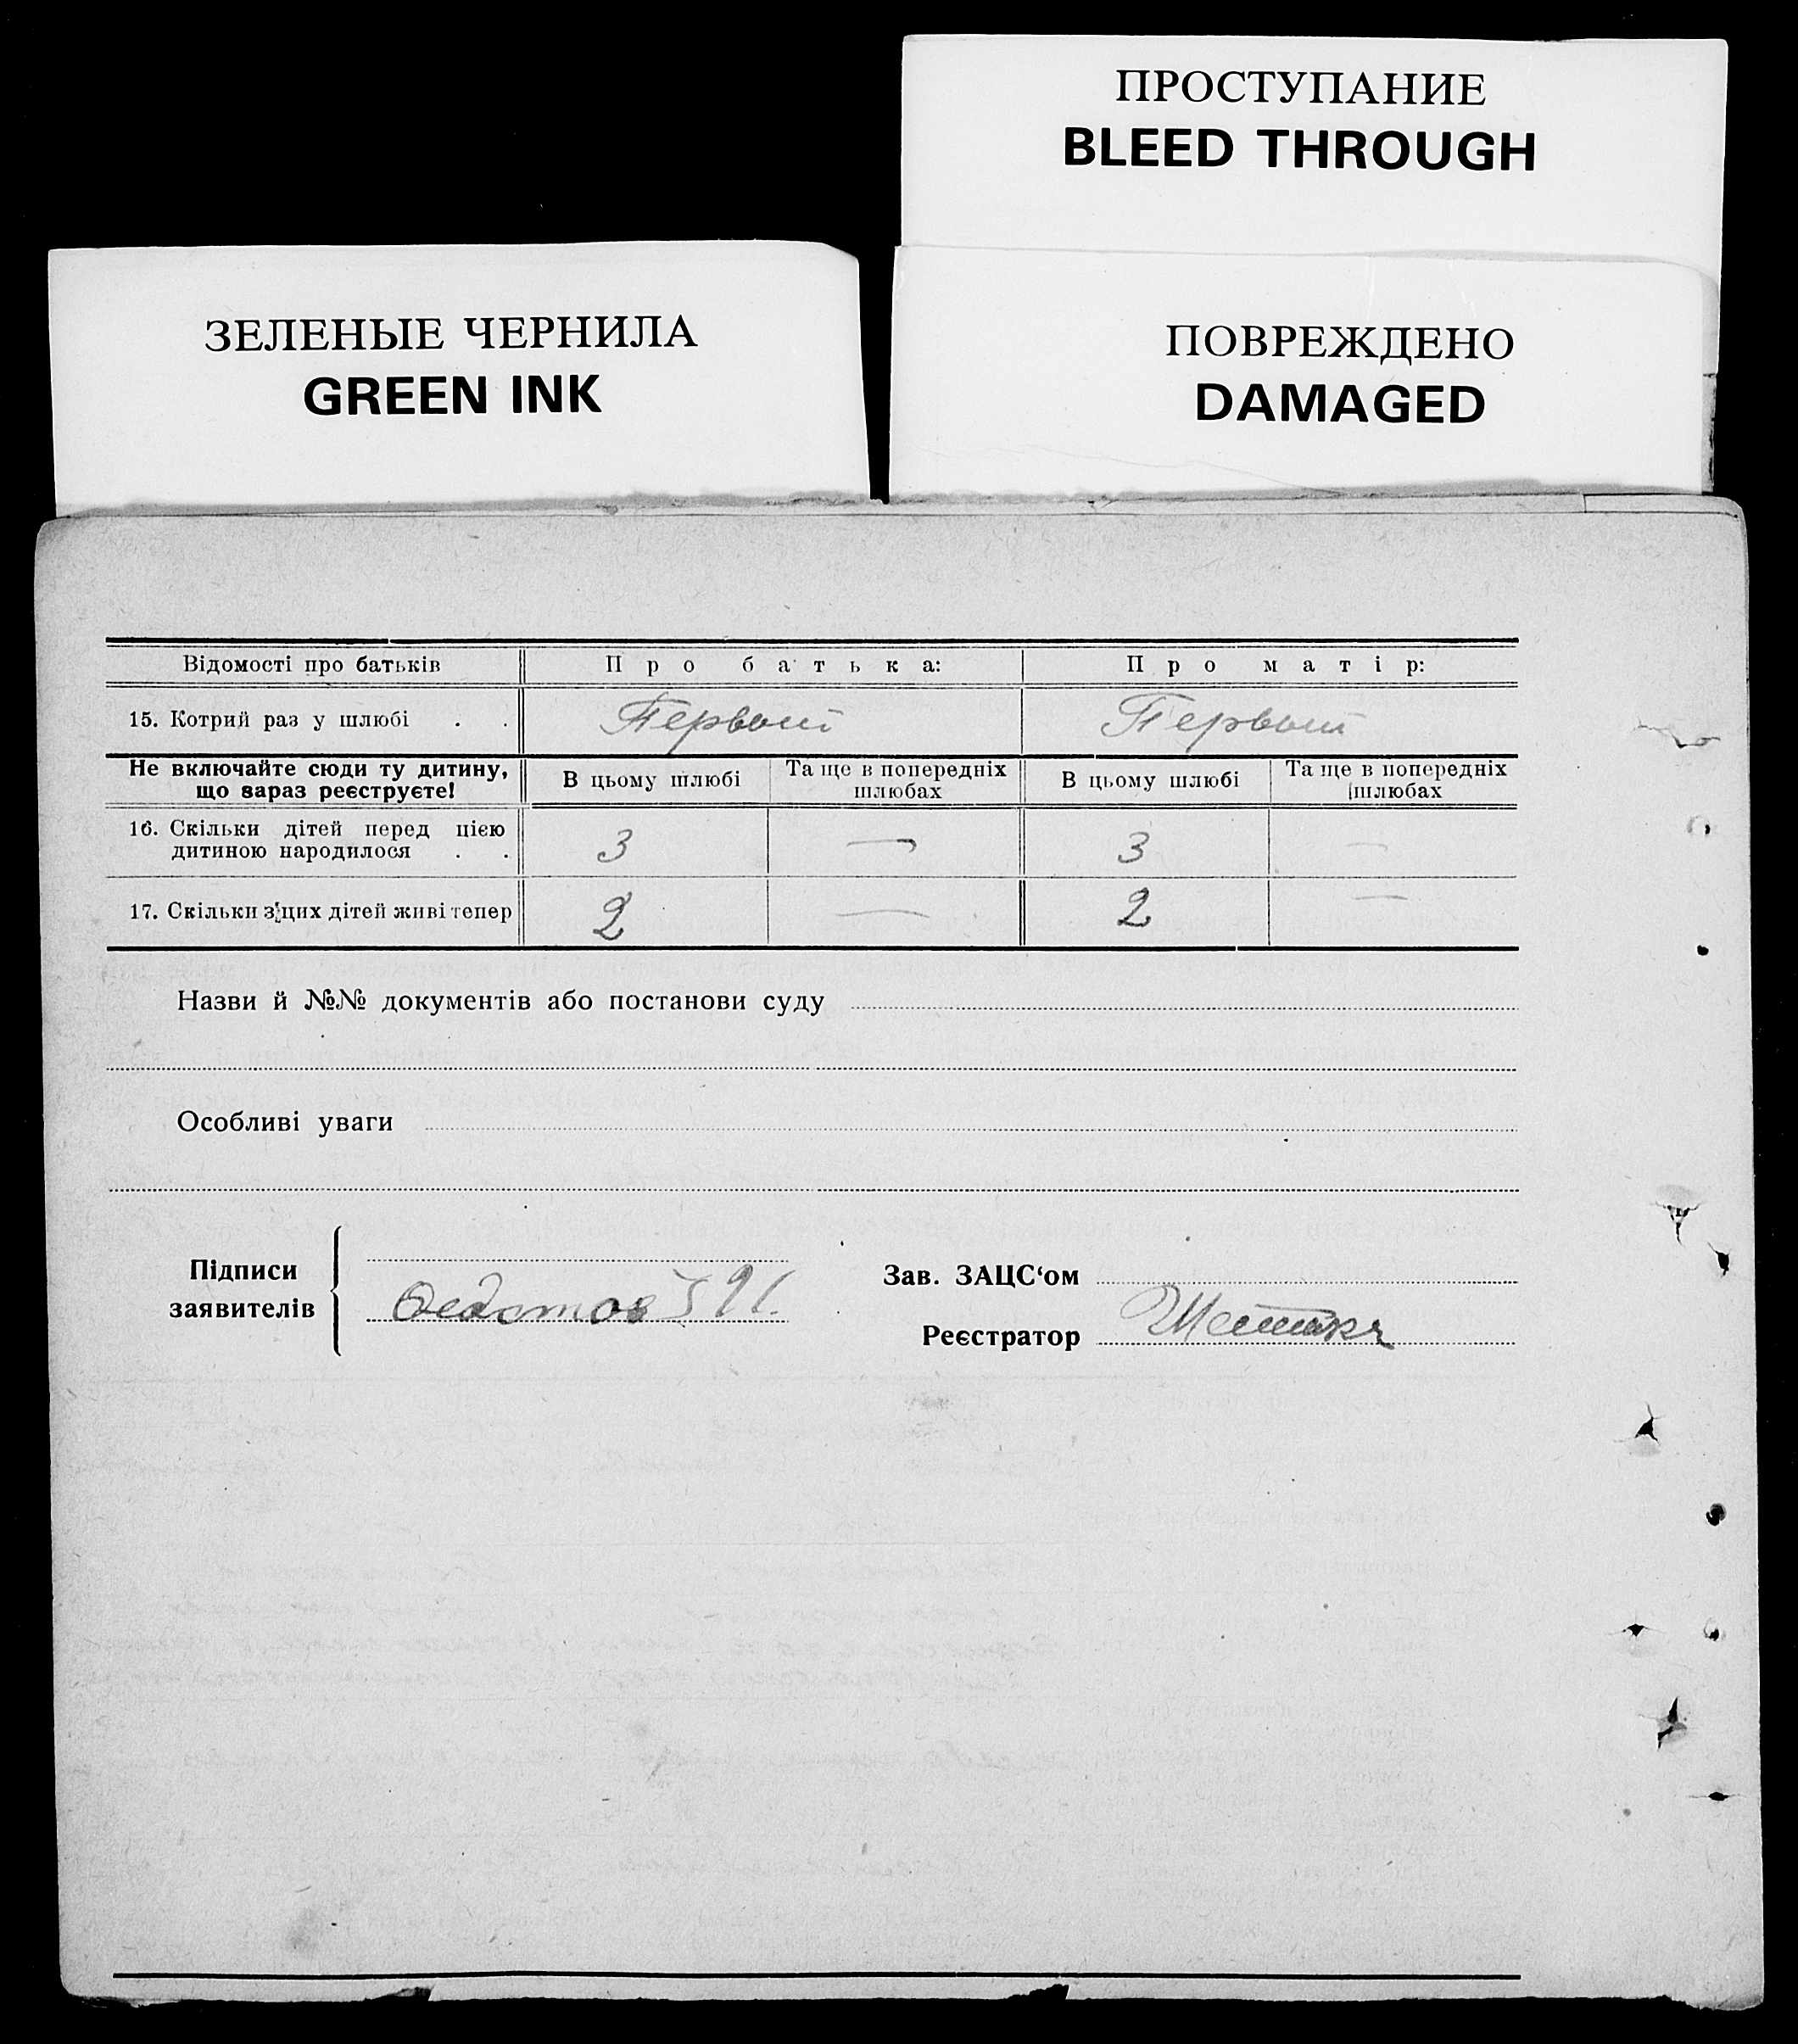 ПРОСТУПАНИЕ
BLEED THROUGH
ЗЕЛЕНЫЕ ЧЕРНИЛА
GREEN INK
ПОВРЕЖДЕНО
DAMAGED
Відомості про батьків Про батька: Про матір:
15. Котрий раз у шлюбі . . Первый Первый
Не включайте сюди ту дитину, що зараз реєструєте! В цьому шлюбі Та ще в попередніх шлюбах В цьому шлюбі Та ще в попередніх шлюбах
16. Скільки дітей перед цією дитиною народилося . . 3 — 3 —
17. Скільки з цих дітей живі тепер 2 — 2 —
Назви й №№ документів або постанови суду
Особливі уваги
Підписи заявителів
Федотов
Зав. ЗАЦС‘ом
Реєстратор